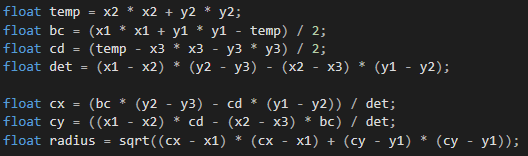 float temp = x2 * x2 + y2 * y2;
float bc = (x1 * x1 + y1 * y1 - temp) / 2;
float cd = (temp - x3 * x3 - y3 * y3) / 2;
float det = (x1 - x2) * (y2 - y3) - (x2 - x3) * (y1 - y2);

float cx = (bc * (y2 - y3) - cd * (y1 - y2)) / det;
float cy = ((x1 - x2) * cd - (x2 - x3) * bc) / det;
float radius = sqrt((cx - x1) * (cx - x1) + (cy - y1) * (cy - y1));